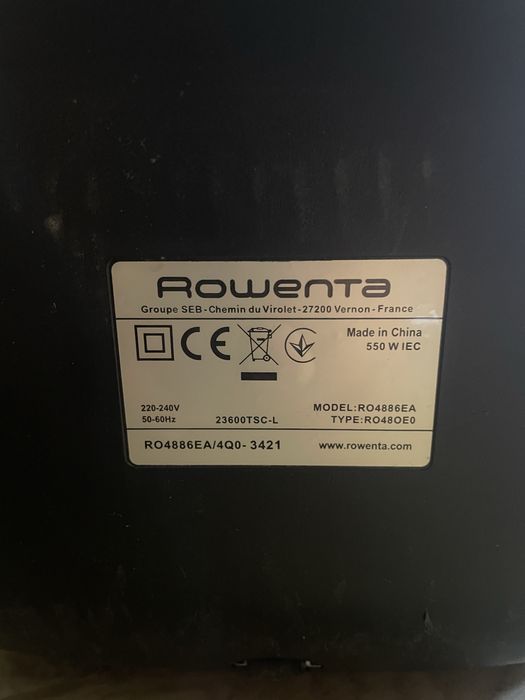 Rowenta
Groupe SEB - Chemin du Virolet - 27200 Vernon - France
CE
Made in China
550 W IEC
220-240V
50-60Hz
23600TSC-L
MODEL:RO4886EA
TYPE:RO48OE0
RO4886EA/4Q0- 3421
www.rowenta.com